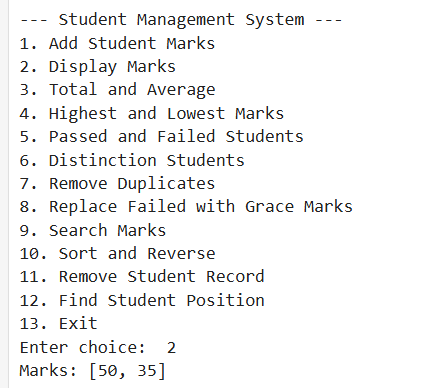 --- Student Management System ---
1. Add Student Marks
2. Display Marks
3. Total and Average
4. Highest and Lowest Marks
5. Passed and Failed Students
6. Distinction Students
7. Remove Duplicates
8. Replace Failed with Grace Marks
9. Search Marks
10. Sort and Reverse
11. Remove Student Record
12. Find Student Position
13. Exit
Enter choice:  2
Marks: [50, 35]